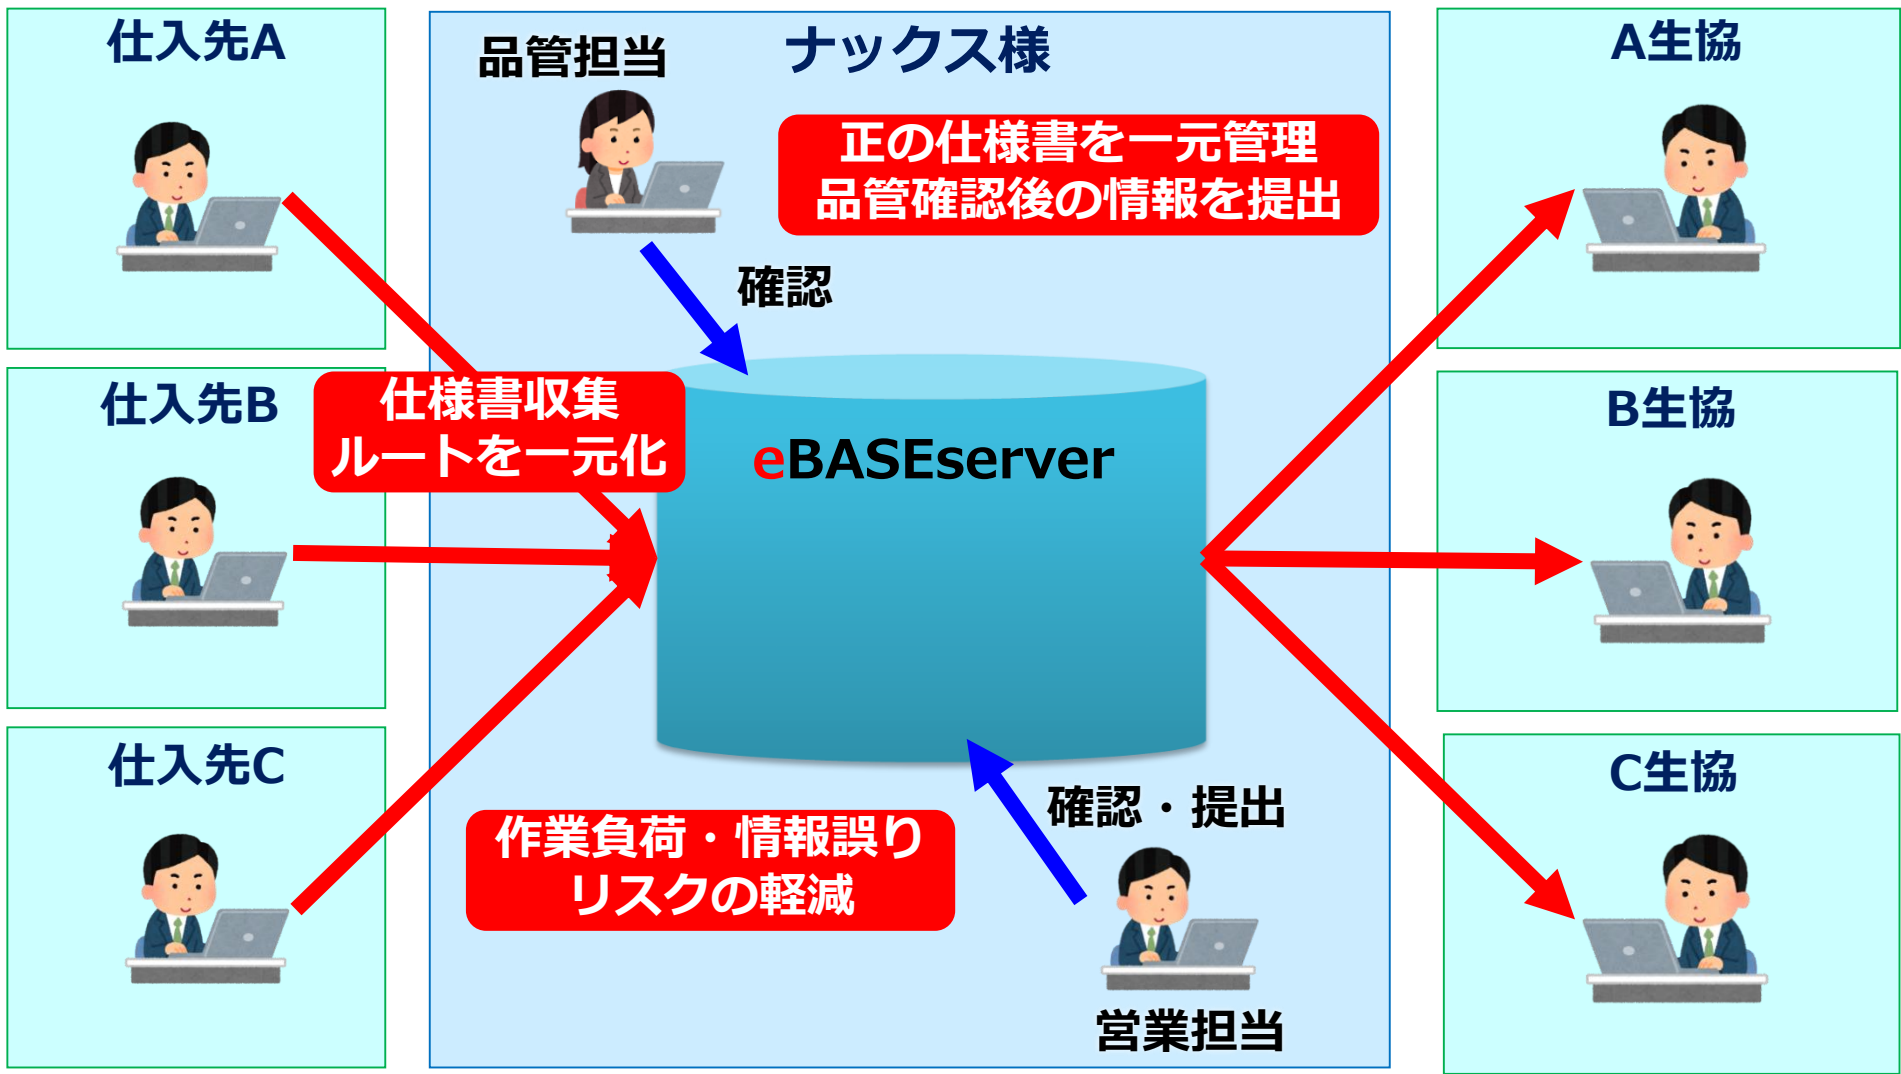 仕入先A
仕入先B
仕入先C
品管担当
ナックス様
正の仕様書を一元管理
品管確認後の情報を提出
確認
仕様書収集
ルートを一元化
eBASEserver
作業負荷・情報誤り
リスクの軽減
確認・提出
営業担当
A生協
B生協
C生協